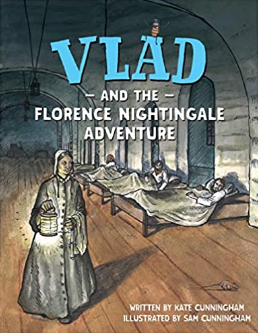 VLAD
— AND THE —
FLORENCE NIGHTINGALE
ADVENTURE
WRITTEN BY KATE CUNNINGHAM
ILLUSTRATED BY SAM CUNNINGHAM